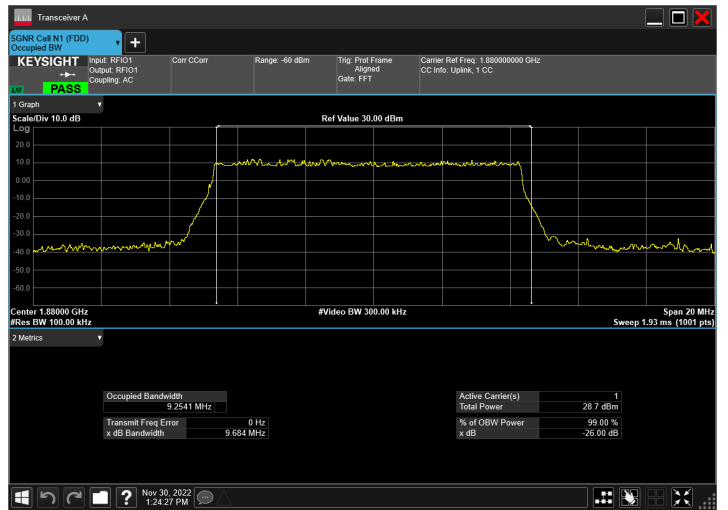 Transceiver A
5GNR Cell N1 (FDD)
Occupied BW
+
KEYSIGHT
LXI
PASS
Input: RFIO1
Output: RFIO1
Coupling: AC
Corr CCorr
Range: -60 dBm
Trig: Prot Frame
Aligned
Gate: FFT
Carrier Ref Freq: 1.880000000 GHz
CC Info: Uplink, 1 CC
1 Graph
Scale/Div 10.0 dB
Ref Value 30.00 dBm
Log
20.0
10.0
0.00
-10.0
-20.0
-30.0
-40.0
-50.0
-60.0
Center 1.88000 GHz
#Video BW 300.00 kHz
Span 20 MHz
#Res BW 100.00 kHz
Sweep 1.93 ms (1001 pts)
2 Metrics
Occupied Bandwidth
9.2541 MHz
Transmit Freq Error 0 Hz
x dB Bandwidth 9.684 MHz
Active Carrier(s) 1
Total Power 28.7 dBm
% of OBW Power 99.00 %
x dB -26.00 dB
?
Nov 30, 2022
1:24:27 PM